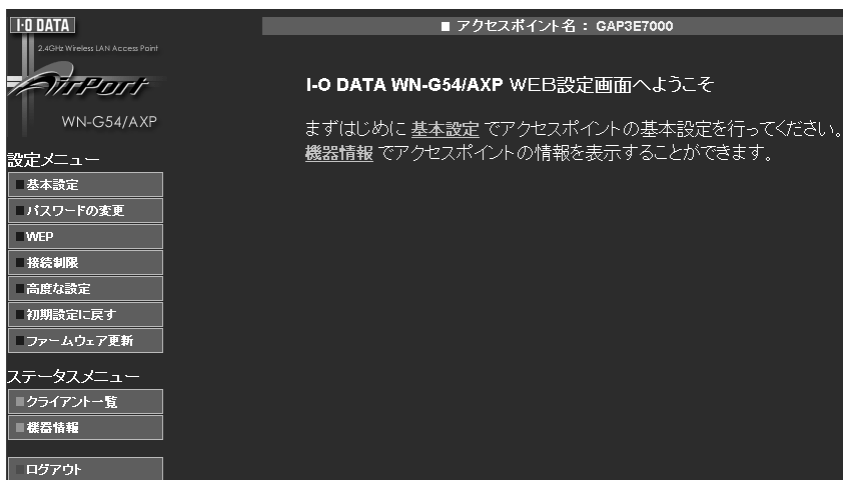 I-O DATA
■ アクセスポイント名 : GAP3E7000
2.4GHz Wireless LAN Access Point
AirPort
WN-G54/AXP
I-O DATA WN-G54/AXP WEB設定画面へようこそ
まずはじめに 基本設定 でアクセスポイントの基本設定を行ってください。
機器情報 でアクセスポイントの情報を表示することができます。
設定メニュー
■基本設定
■パスワードの変更
■WEP
■接続制限
■高度な設定
■初期設定に戻す
■ファームウェア更新
ステータスメニュー
■クライアント一覧
■機器情報
■ログアウト